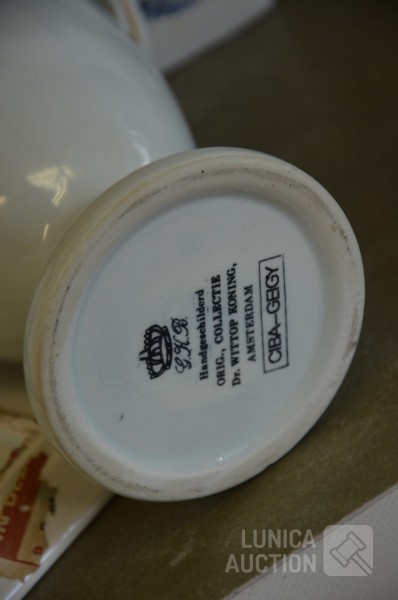 G.K.B.
Handgeschilderd
ORIG., COLLECTIE
Dr. WITTOP KONING,
AMSTERDAM
CIBA-GEIGY
LUNICA
AUCTION